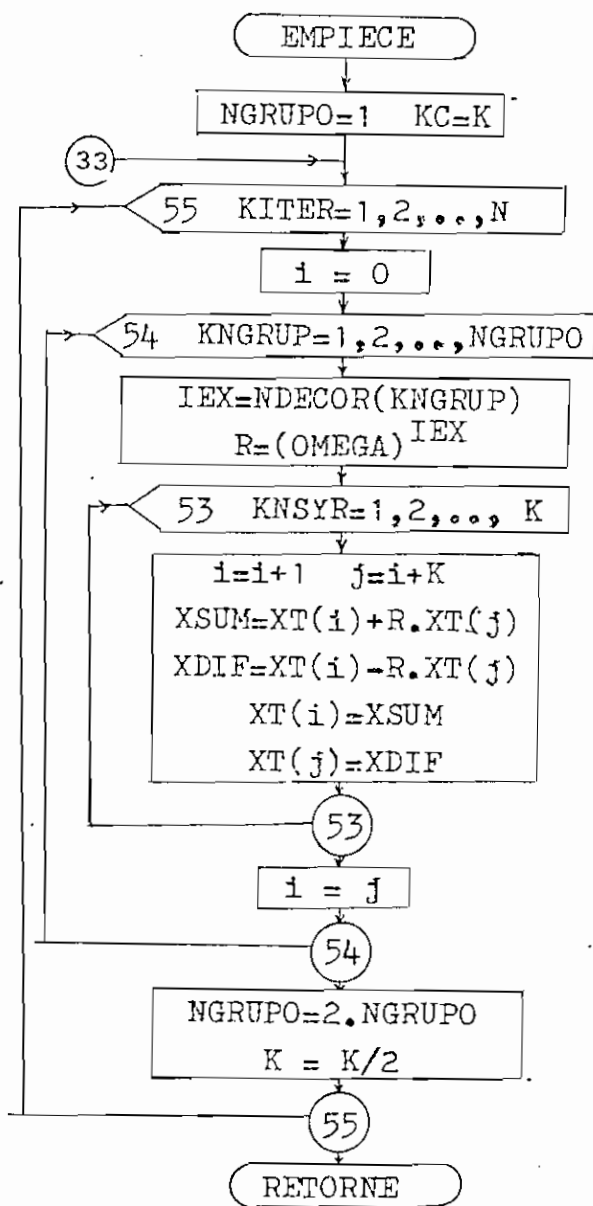 EMPIECE
NGRUPO=1 KC=K
33
55 KITER=1,2,..,N
i = 0
54 KNGRUP=1,2,..,NGRUPO
IEX=NDECOR(KNGRUP)
R=(OMEGA)^IEX
53 KNSYR=1,2,.., K
i=i+1 j=i+K
XSUM=XT(i)+R.XT(j)
XDIF=XT(i)-R.XT(j)
XT(i)=XSUM
XT(j)=XDIF
53
i = j
54
NGRUPO=2.NGRUPO
K = K/2
55
RETORNE